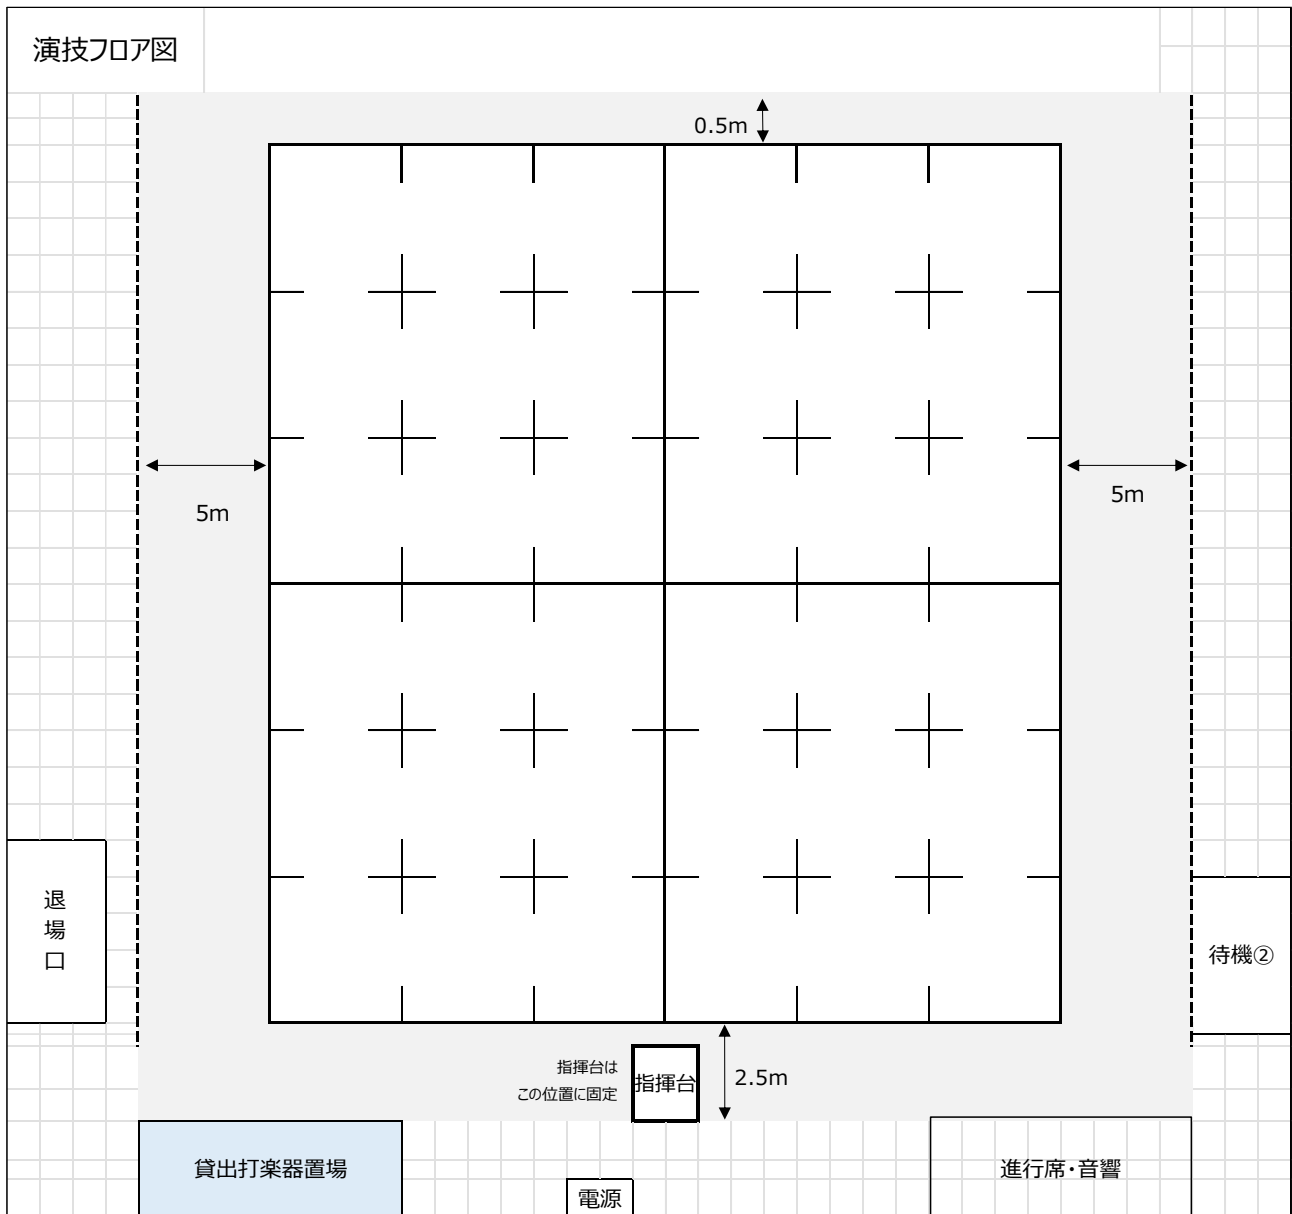 演技フロア図
0.5m
5m
5m
退場口
待機②
指揮台は
この位置に固定
指揮台
2.5m
貸出打楽器置場
進行席・音響
電源